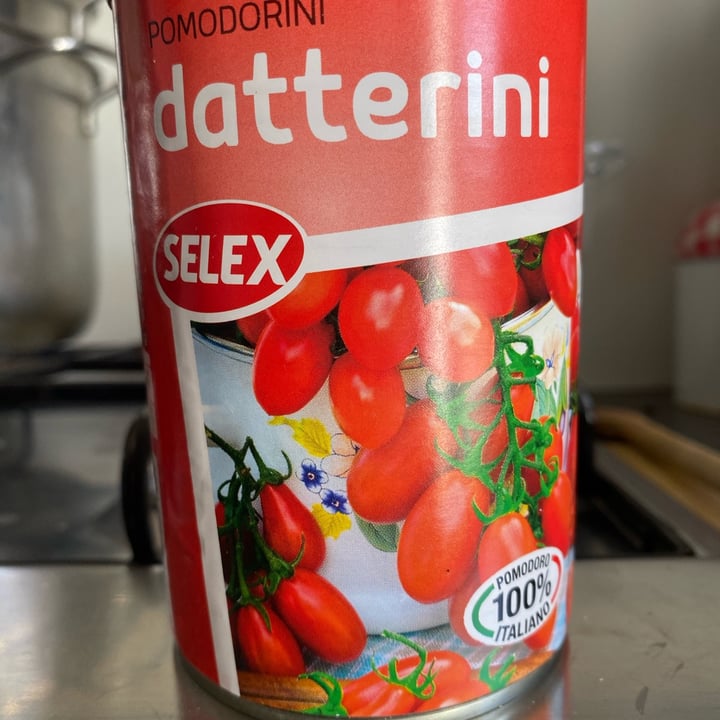 POMODORINI
datterini
SELEX
POMODORO
100%
ITALIANO